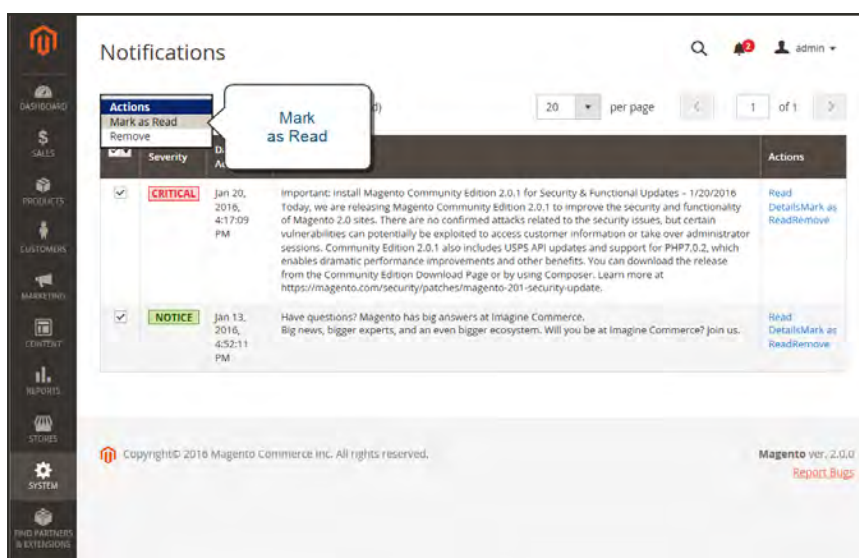 Notifications
2
admin
Actions
Mark as Read
Remove
Mark
as Read
d)
20
per page
1
of 1
Severity
Actions
CRITICAL
Jan 20,
2016,
4:17:09
PM
Important: Install Magento Community Edition 2.0.1 for Security & Functional Updates – 1/20/2016
Today, we are releasing Magento Community Edition 2.0.1 to improve the security and functionality
of Magento 2.0 sites. There are no confirmed attacks related to the security issues, but certain
vulnerabilities can potentially be exploited to access customer information or take over administrator
sessions. Community Edition 2.0.1 also includes USPS API updates and support for PHP7.0.2, which
enables dramatic performance improvements and other benefits. You can download the release
from the Community Edition Download Page or by using Composer. Learn more at
https://magento.com/security/patches/magento-201-security-update.
Read
DetailsMark as
ReadRemove
NOTICE
Jan 13,
2016,
4:52:11
PM
Have questions? Magento has big answers at Imagine Commerce.
Big news, bigger experts, and an even bigger ecosystem. Will you be at Imagine Commerce? Join us.
Read
DetailsMark as
ReadRemove
DASHBOARD
SALES
PRODUCTS
CUSTOMERS
MARKETING
CONTENT
REPORTS
STORES
SYSTEM
FIND PARTNERS
& EXTENSIONS
Copyright© 2016 Magento Commerce Inc. All rights reserved.
Magento ver. 2.0.0
Report Bugs